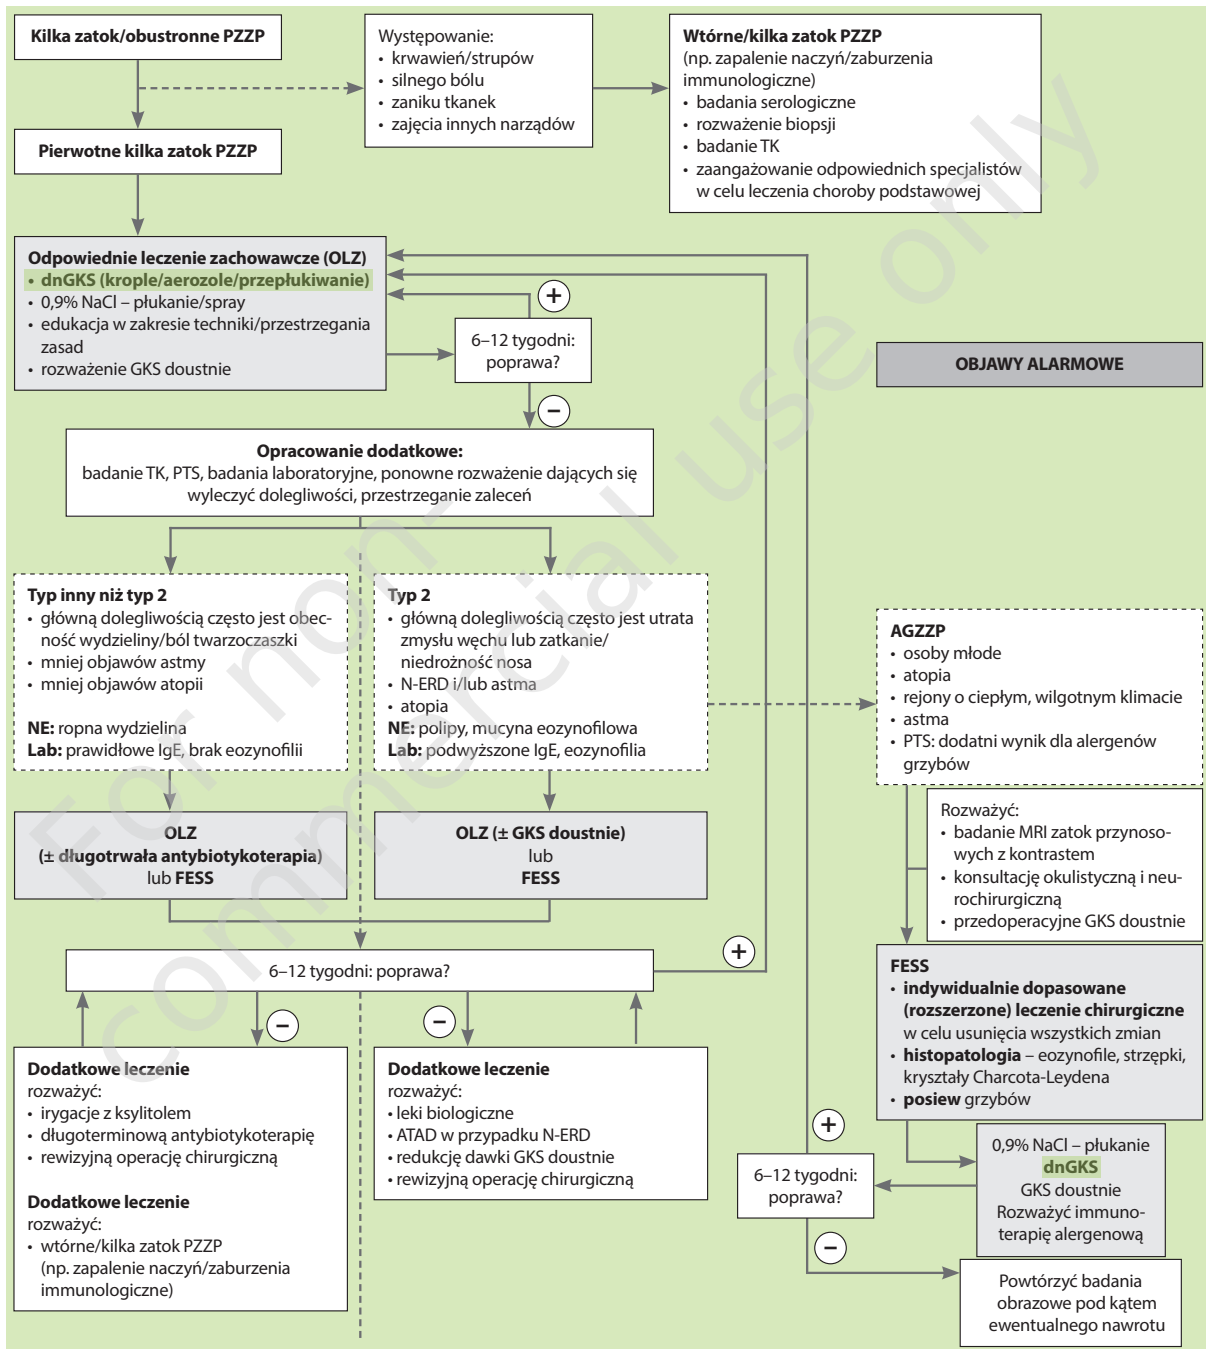 Kilka zatok/obustronne PZZP
Występowanie:
• krwawień/strupów
• silnego bólu
• zaniku tkanek
• zajęcia innych narządów
Wtórne/kilka zatok PZZP
(np. zapalenie naczyń/zaburzenia
immunologiczne)
• badania serologiczne
• rozważenie biopsji
• badanie TK
• zaangażowanie odpowiednich specjalistów
w celu leczenia choroby podstawowej
Pierwotne kilka zatok PZZP
Odpowiednie leczenie zachowawcze (OLZ)
• dnGKS (krople/aerozole/przepłukiwanie)
• 0,9% NaCl – płukanie/spray
• edukacja w zakresie techniki/przestrzegania
zasad
• rozważenie GKS doustnie
+
6–12 tygodni:
poprawa?
–
OBJAWY ALARMOWE
Opracowanie dodatkowe:
badanie TK, PTS, badania laboratoryjne, ponowne rozważenie dających się
wyleczyć dolegliwości, przestrzeganie zaleceń
Typ inny niż typ 2
• główną dolegliwością często jest obec-
ność wydzieliny/ból twarzoczaszki
• mniej objawów astmy
• mniej objawów atopii
NE: ropna wydzielina
Lab: prawidłowe IgE, brak eozynofilii
Typ 2
• główną dolegliwością często jest utrata
zmysłu węchu lub zatkanie/
niedrożność nosa
• N-ERD i/lub astma
• atopia
NE: polipy, mucyna eozynofilowa
Lab: podwyższone IgE, eozynofilia
AGZZP
• osoby młode
• atopia
• rejony o ciepłym, wilgotnym klimacie
• astma
• PTS: dodatni wynik dla alergenów
grzybów
OLZ
(± długotrwała antybiotykoterapia)
lub FESS
OLZ (± GKS doustnie)
lub
FESS
Rozważyć:
• badanie MRI zatok przynoso-
wych z kontrastem
• konsultację okulistyczną i neu-
rochirurgiczną
• przedoperacyjne GKS doustnie
6–12 tygodni: poprawa?
+
–
–
FESS
• indywidualnie dopasowane
(rozszerzone) leczenie chirurgiczne
w celu usunięcia wszystkich zmian
• histopatologia – eozynofile, strzępki,
kryształy Charcota-Leydena
• posiew grzybów
Dodatkowe leczenie
rozważyć:
• irygacje z ksylitolem
• długoterminową antybiotykoterapię
• rewizyjną operację chirurgiczną
Dodatkowe leczenie
rozważyć:
• wtórne/kilka zatok PZZP
(np. zapalenie naczyń/zaburzenia
immunologiczne)
Dodatkowe leczenie
rozważyć:
• leki biologiczne
• ATAD w przypadku N-ERD
• redukcję dawki GKS doustnie
• rewizyjną operację chirurgiczną
+
6–12 tygodni:
poprawa?
–
0,9% NaCl – płukanie
dnGKS
GKS doustnie
Rozważyć immuno-
terapię alergenową
Powtórzyć badania
obrazowe pod kątem
ewentualnego nawrotu
For non-
commercial use only